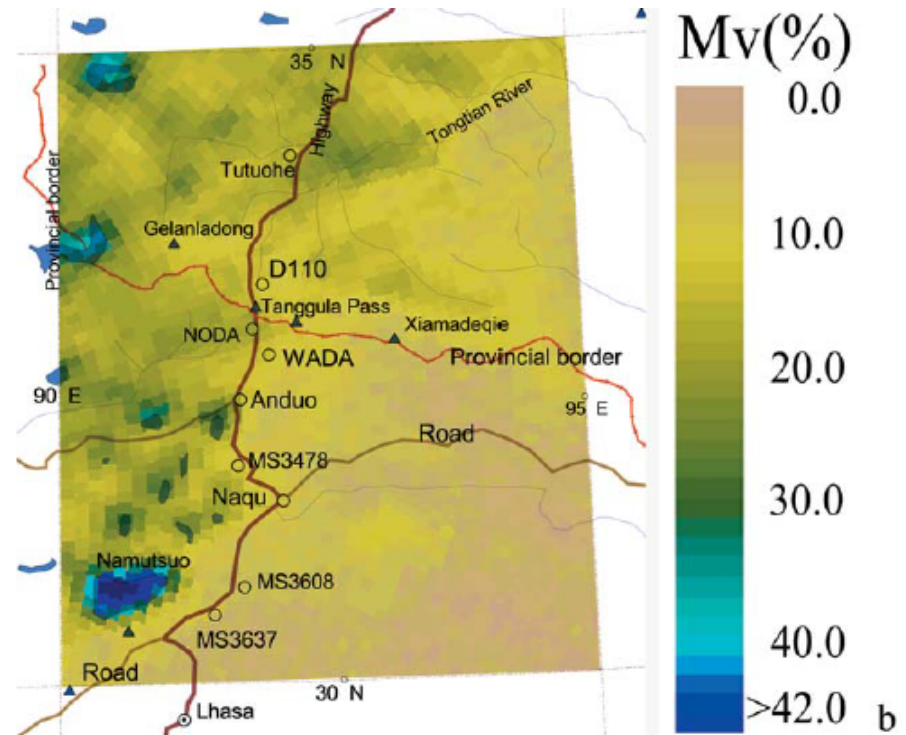 Mv(%)
35 N
0.0
Highway
Tongtian River
Tutuohe
Provincial border
Gelanladong
10.0
D110
Tanggula Pass
NODA
Xiamadeqie
WADA
Provincial border
20.0
90 E
Anduo
95 E
Road
MS3478
Naqu
30.0
Namutsuo
MS3608
MS3637
40.0
Road
30 N
Lhasa
>42.0
b